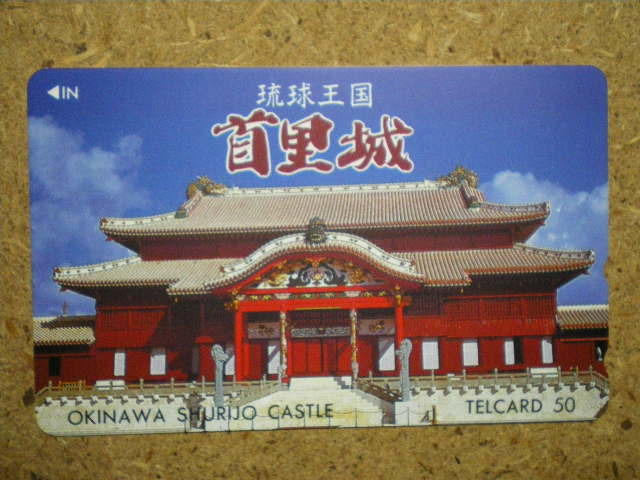 ◀IN
琉球王国
首里城
OKINAWA SHURIJO CASTLE
TELCARD 50